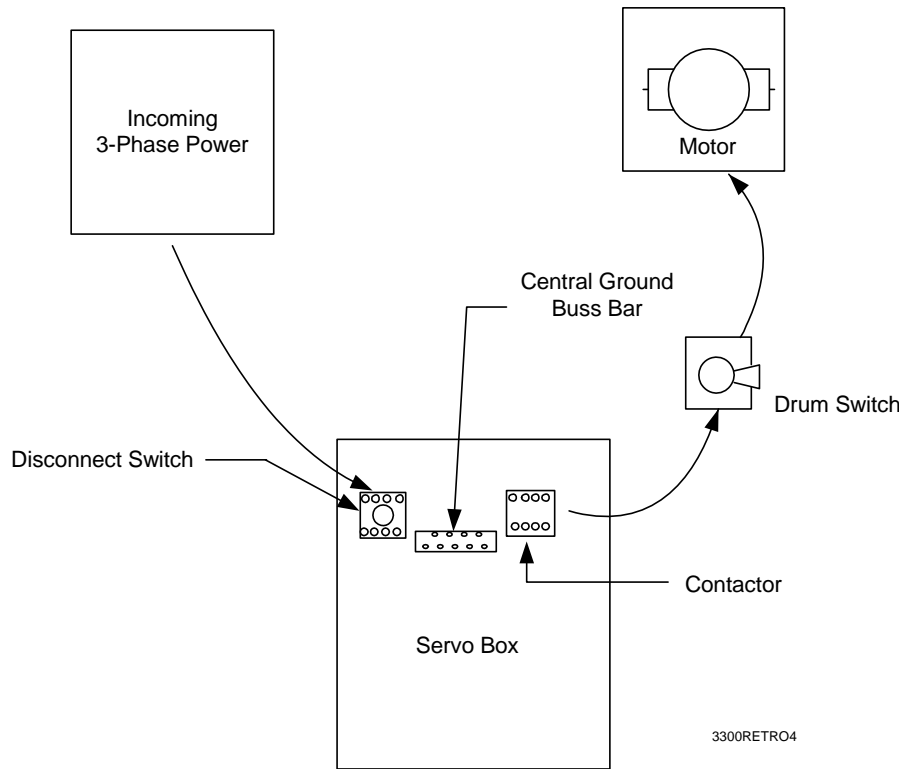 Incoming
3-Phase Power
Motor
Central Ground
Buss Bar
Drum Switch
Disconnect Switch
Contactor
Servo Box
3300RETRO4